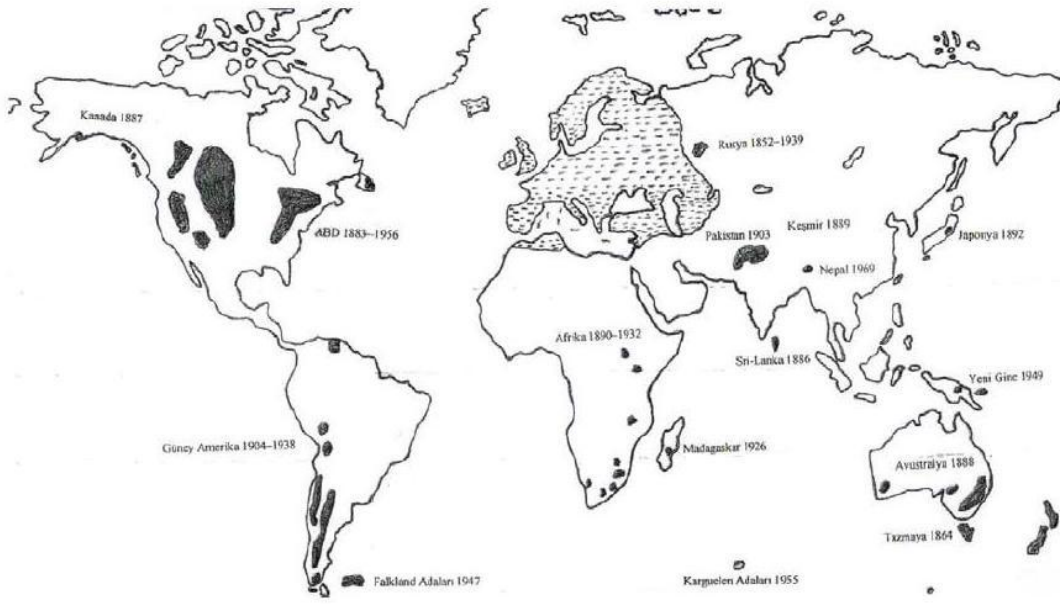 Kanada 1887
Rusya 1852–1939
ABD 1883–1956
Pakistan 1903
Keşmir 1889
Japonya 1892
Nepal 1969
Afrika 1890–1932
Sri-Lanka 1886
Yeni Gine 1949
Güney Amerika 1904–1938
Madagaskar 1926
Avustralya 1888
Tazmaya 1864
Falkland Adaları 1947
Karguelen Adaları 1955